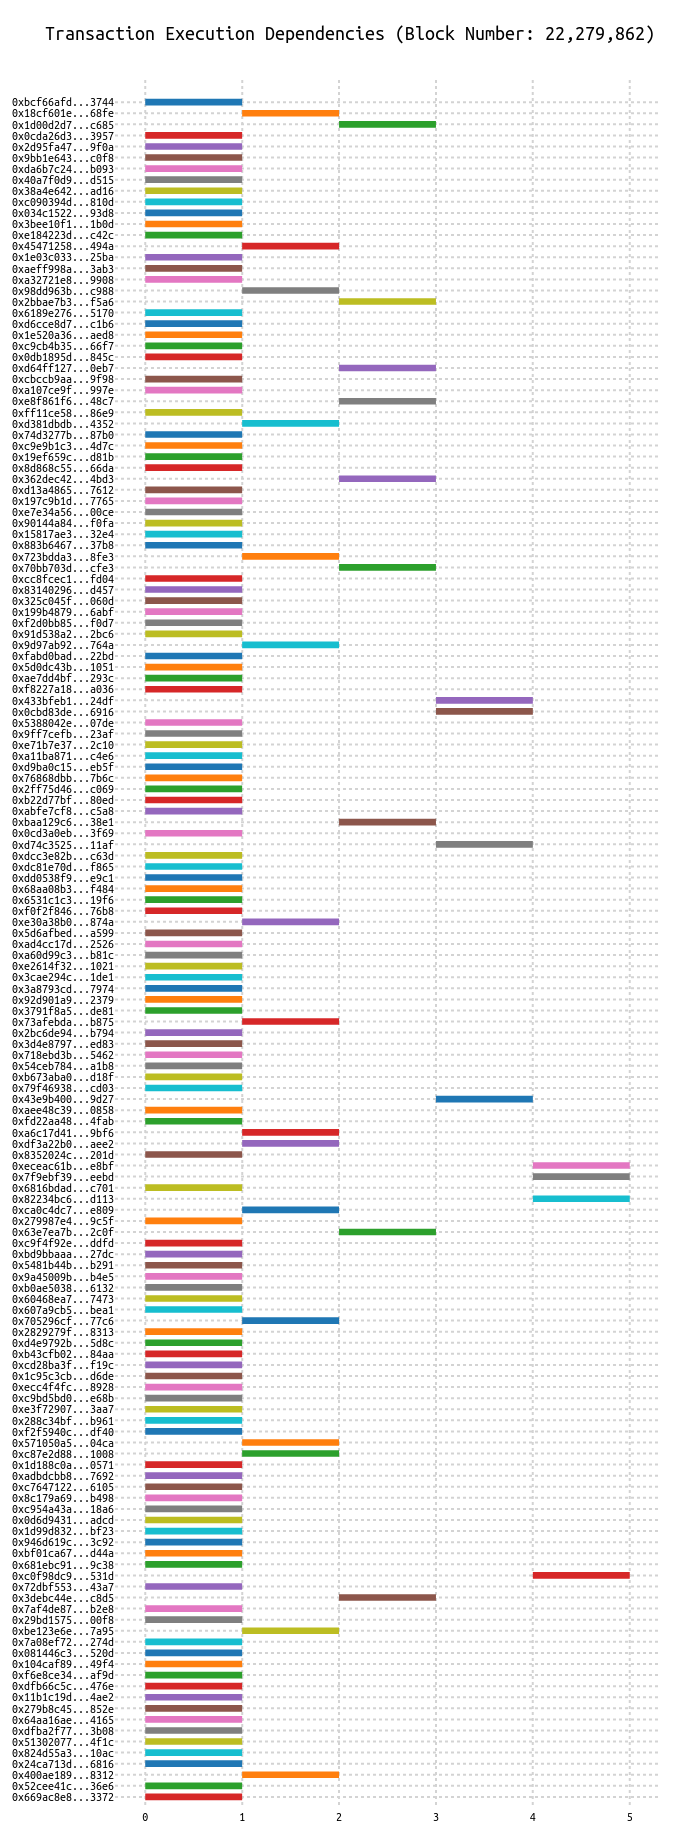 Transaction Execution Dependencies (Block Number: 22,279,862)
0xbcf66afd...3744
0x18cf601e...68fe
0x1d00d2d7...c685
0x0cda26d3...3957
0x2d95fa47...9f0a
0x9bb1e643...c0f8
0xda6b7c24...b093
0x40a7f0d9...d515
0x38a4e642...ad16
0xc090394d...810d
0x034c1522...93d8
0x3bee10f1...1b0d
0xe184223d...c42c
0x45471258...494a
0x1e03c033...25ba
0xaeff998a...3ab3
0xa32721e8...9908
0x98dd963b...c988
0x2bbae7b3...f5a6
0x6189e276...5170
0xd6cce8d7...c1b6
0x1e520a36...aed8
0xc9cb4b35...66f7
0x0db1895d...845c
0xd64ff127...0eb7
0xcbccb9aa...9f98
0xa107ce9f...997e
0xe8f861f6...48c7
0xff11ce58...86e9
0xd381dbdb...4352
0x74d3277b...87b0
0xc9e9b1c3...4d7c
0x19ef659c...d81b
0x8d868c55...66da
0x362dec42...4bd3
0xd13a4865...7612
0x197c9b1d...7765
0xe7e34a56...00ce
0x90144a84...f0fa
0x15817ae3...32e4
0x883b6467...37b8
0x723bdda3...8fe3
0x70bb703d...cfe3
0xcc8fcec1...fd04
0x83140296...d457
0x325c045f...060d
0x199b4879...6abf
0xf2d0bb85...f0d7
0x91d538a2...2bc6
0x9d97ab92...764a
0xfabd0bad...22bd
0x5d0dc43b...1051
0xae7dd4bf...293c
0xf8227a18...a036
0x433bfeb1...24df
0x0cbd83de...6916
0x5388042e...07de
0x9ff7cefb...23af
0xe71b7e37...2c10
0xa11ba871...c4e6
0xd9ba0c15...eb5f
0x76868dbb...7b6c
0x2ff75d46...c069
0xb22d77bf...80ed
0xabfe7cf8...c5a8
0xbaa129c6...38e1
0x0cd3a0eb...3f69
0xd74c3525...11af
0xdcc3e82b...c63d
0xdc81e70d...f865
0xdd0538f9...e9c1
0x68aa08b3...f484
0x6531c1c3...19f6
0xf0f2f846...76b8
0xe30a38b0...874a
0x5d6afbed...a599
0xad4cc17d...2526
0xa60d99c3...b81c
0xe2614f32...1021
0x3cae294c...1de1
0x3a8793cd...7974
0x92d901a9...2379
0x3791f8a5...de81
0x73afebda...b875
0x2bc6de94...b794
0x3d4e8797...ed83
0x718ebd3b...5462
0x54ceb784...a1b8
0xb673aba0...d18f
0x79f46938...cd03
0x43e9b400...9d27
0xaee48c39...0858
0xfd22aa48...4fab
0xa6c17d41...9bf6
0xdf3a22b0...aee2
0x8352024c...201d
0xeceac61b...e8bf
0x7f9ebf39...eebd
0x6816bdad...c701
0x82234bc6...d113
0xca0c4dc7...e809
0x279987e4...9c5f
0x63e7ea7b...2c0f
0xc9f4f92e...ddfd
0xbd9bbaaa...27dc
0x5481b44b...b291
0x9a45009b...b4e5
0xb0ae5038...6132
0x60468ea7...7473
0x607a9cb5...bea1
0x705296cf...77c6
0x2829279f...8313
0xd4e9792b...5d8c
0xb43cfb02...84aa
0xcd28ba3f...f19c
0x1c95c3cb...d6de
0xecc4f4fc...8928
0xc9bd5bd0...e68b
0xe3f72907...3aa7
0x288c34bf...b961
0xf2f5940c...df40
0x571050a5...04ca
0xc87e2d88...1008
0x1d188c0a...0571
0xadbdcbb8...7692
0xc7647122...6105
0x8c179a69...b498
0xc954a43a...18a6
0x0d6d9431...adcd
0x1d99d832...bf23
0x946d619c...3c92
0xbf01ca67...d44a
0x681ebc91...9c38
0xc0f98dc9...531d
0x72dbf553...43a7
0x3debc44e...c8d5
0x7af4de87...b2e8
0x29bd1575...00f8
0xbe123e6e...7a95
0x7a08ef72...274d
0x081446c3...520d
0x104caf89...49f4
0xf6e8ce34...af9d
0xdfb66c5c...476e
0x11b1c19d...4ae2
0x279b8c45...852e
0x64aa16ae...4165
0xdfba2f77...3b08
0x51302077...4f1c
0x824d55a3...10ac
0x24ca713d...6816
0x400ae189...8312
0x52cee41c...36e6
0x669ac8e8...3372
0 1 2 3 4 5